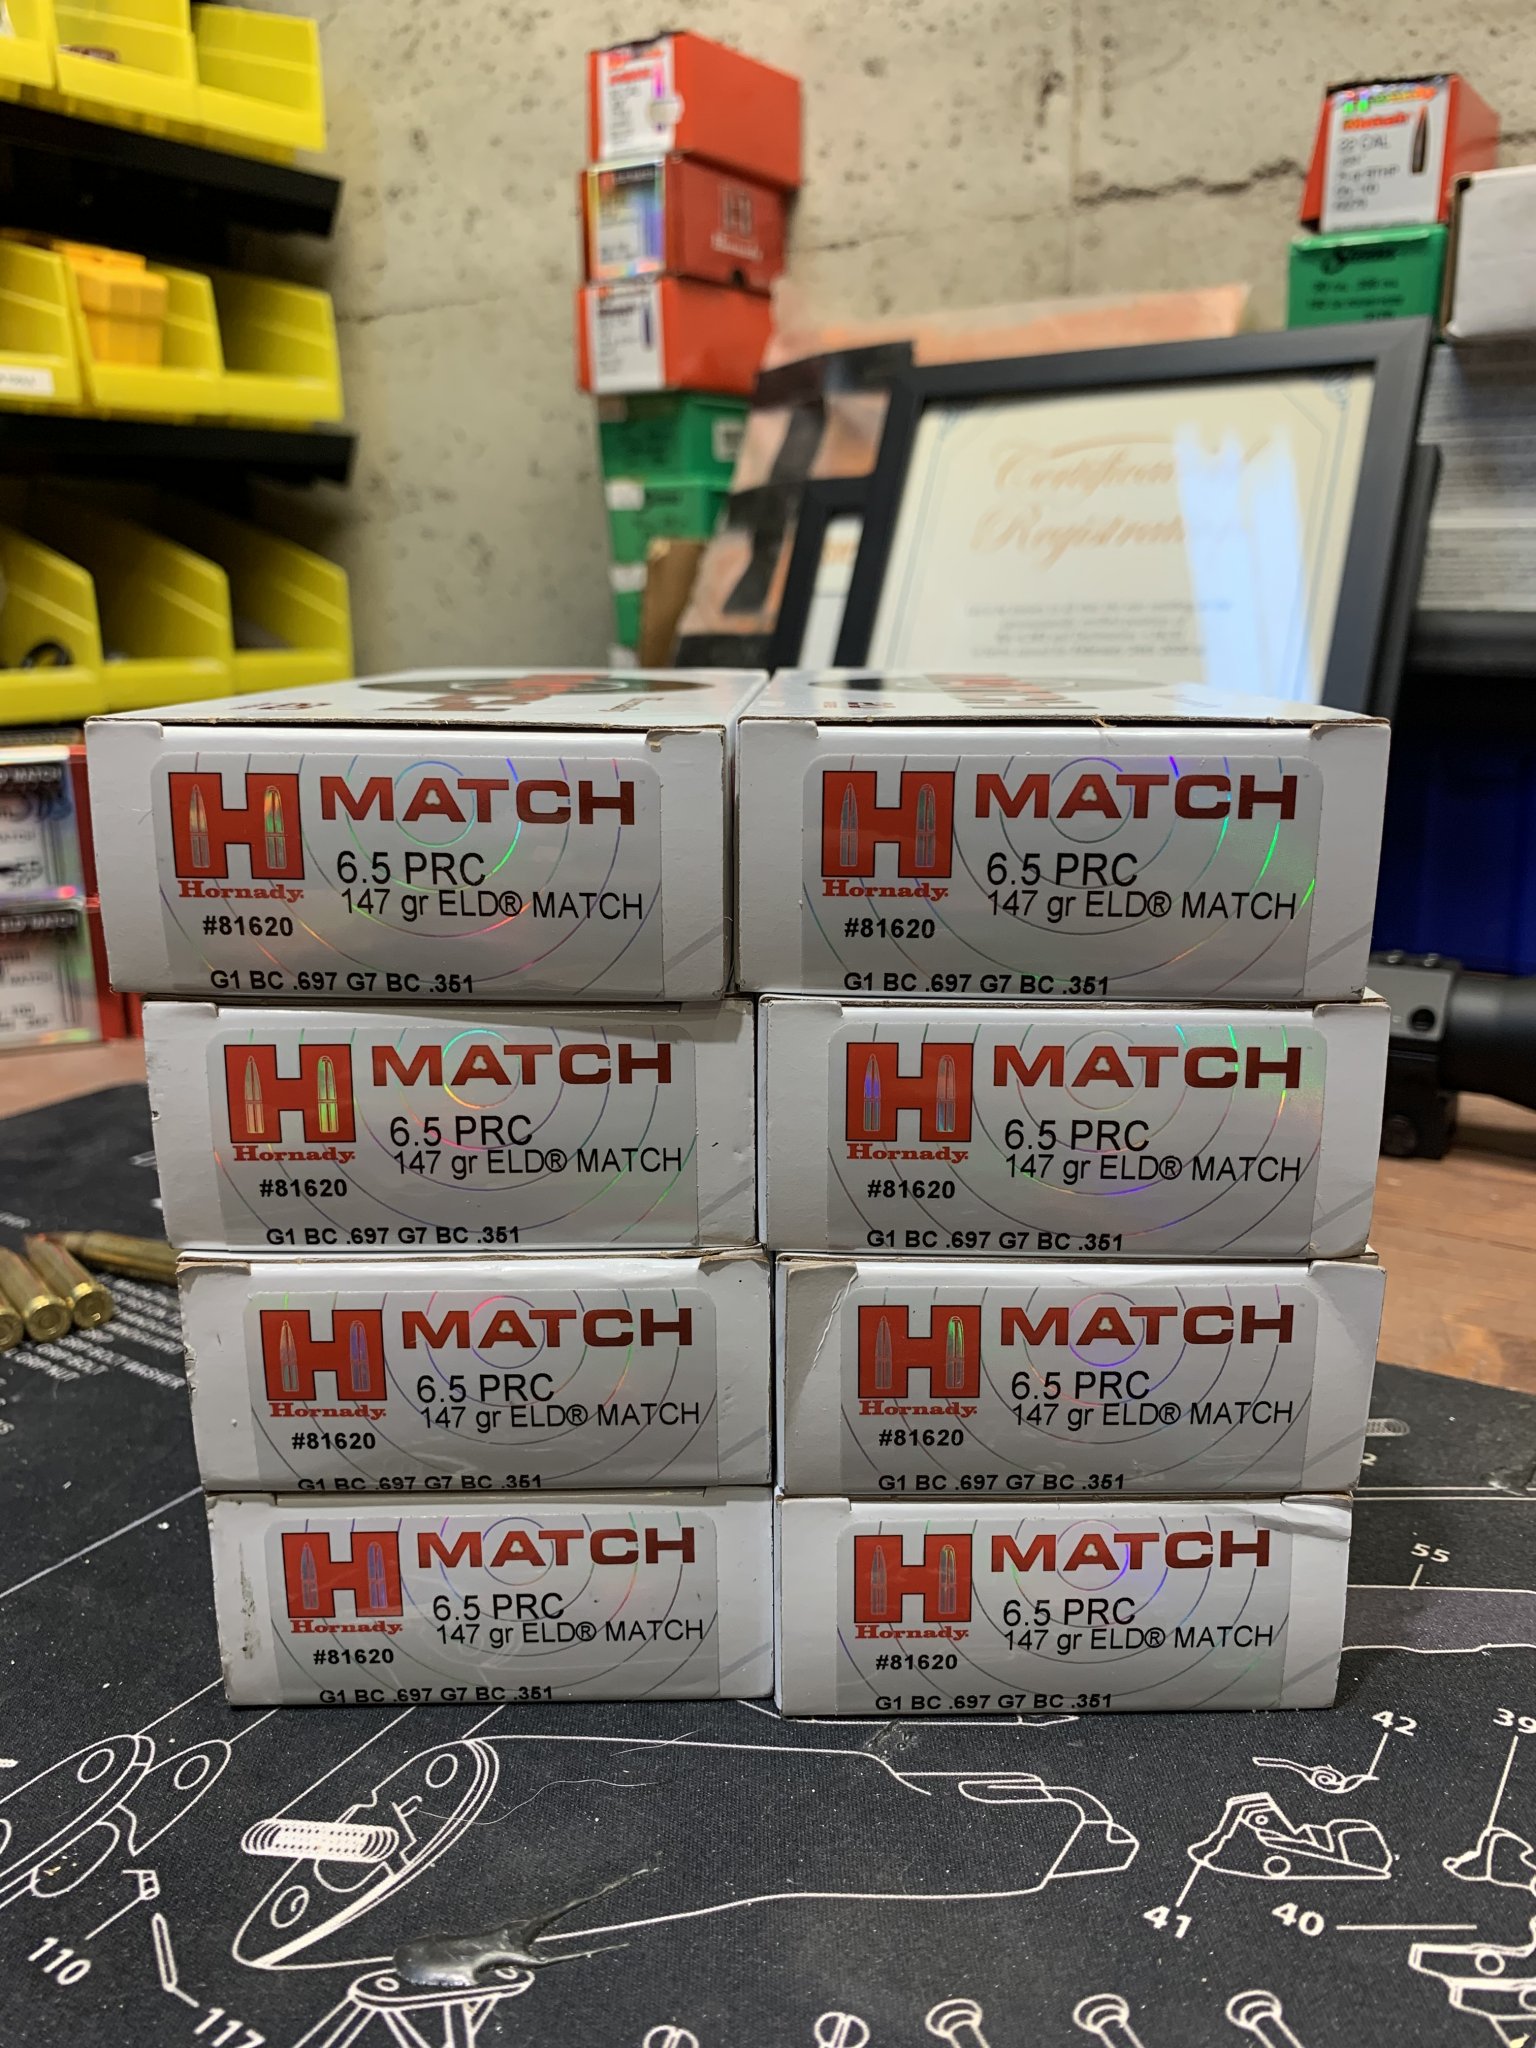 Match
22 CAL
Certificate of
Registration
MATCH
6.5 PRC
147 gr ELD® MATCH
Hornady.
#81620
G1 BC .697 G7 BC .351
MATCH
6.5 PRC
147 gr ELD® MATCH
Hornady.
#81620
G1 BC .697 G7 BC .351
MATCH
6.5 PRC
147 gr ELD® MATCH
Hornady.
#81620
G1 BC .697 G7 BC .351
MATCH
6.5 PRC
147 gr ELD® MATCH
Hornady.
#81620
G1 BC .697 G7 BC .351
MATCH
6.5 PRC
147 gr ELD® MATCH
Hornady.
#81620
G1 BC .697 G7 BC .351
MATCH
6.5 PRC
147 gr ELD® MATCH
Hornady.
#81620
G1 BC .697 G7 BC .351
MATCH
6.5 PRC
147 gr ELD® MATCH
Hornady.
#81620
G1 BC .697 G7 BC .351
MATCH
6.5 PRC
147 gr ELD® MATCH
Hornady.
#81620
G1 BC .697 G7 BC .351
55
42
39
41
40
110
117